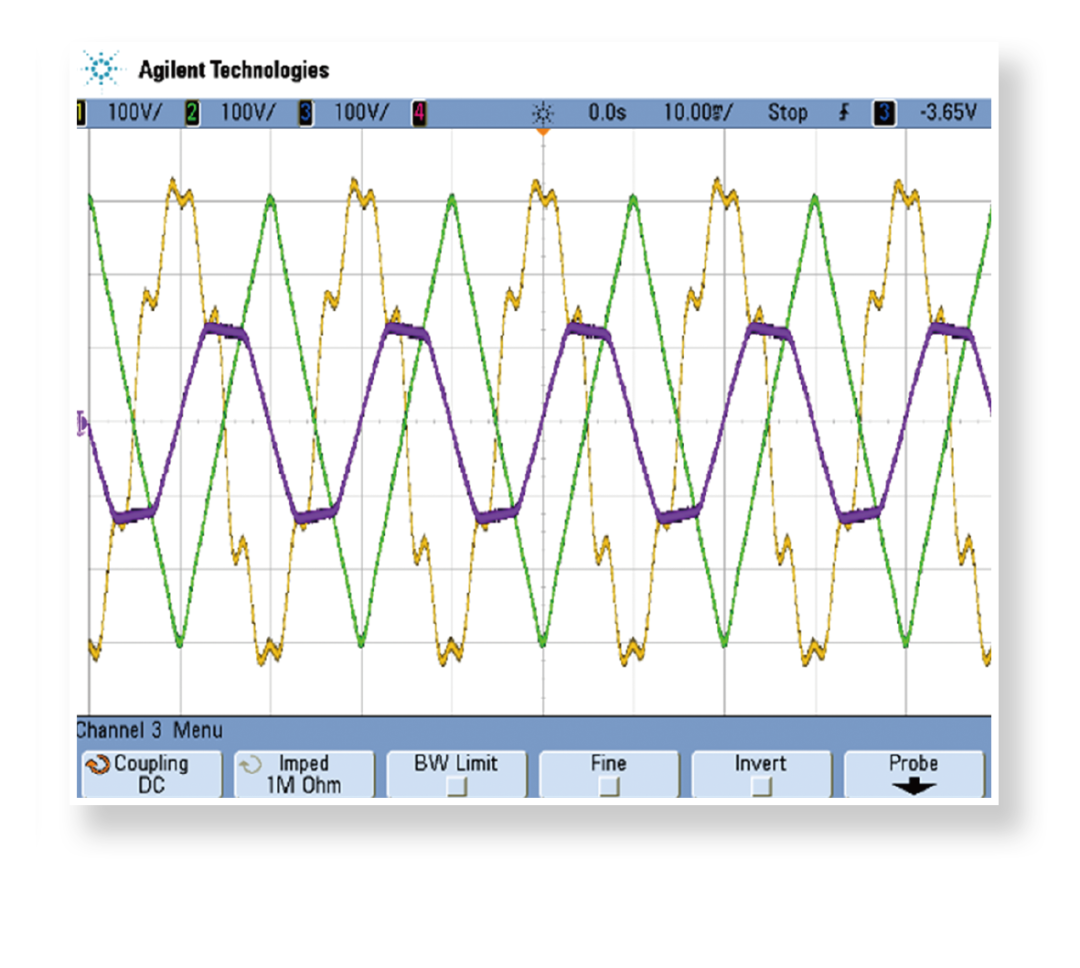 Agilent Technologies
1 100V/ 2 100V/ 3 100V/ 4 0.0s 10.00ms/ Stop 3 -3.65V
Channel 3 Menu
Coupling Imped BW Limit Fine Invert Probe
DC 1M Ohm